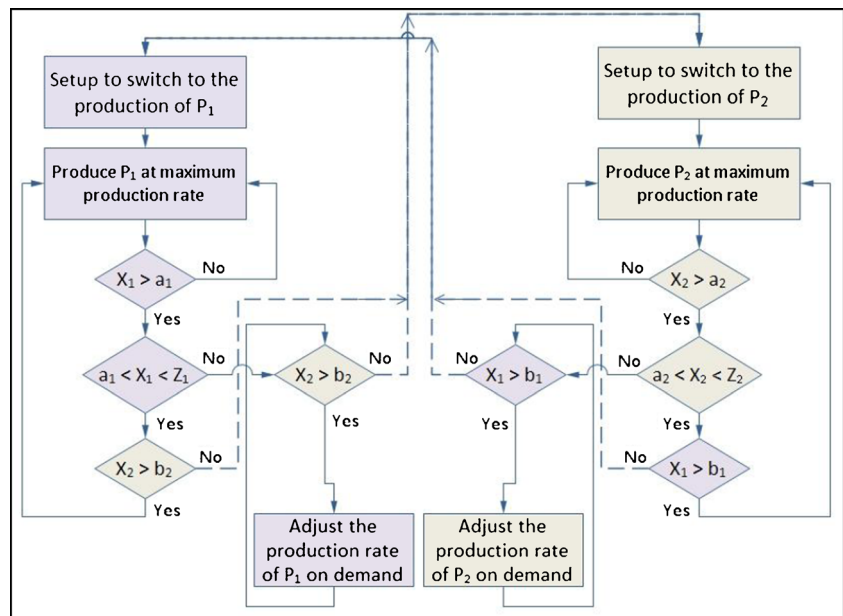 Setup to switch to the
production of P₁
Produce P₁ at maximum
production rate
X₁ > a₁
No
Yes
a₁ < X₁ < Z₁
No
Yes
X₂ > b₂
No
Yes
X₂ > b₂
No
Yes
Adjust the
production rate
of P₁ on demand
Setup to switch to the
production of P₂
Produce P₂ at maximum
production rate
X₂ > a₂
No
Yes
a₂ < X₂ < Z₂
No
Yes
X₁ > b₁
No
Yes
X₁ > b₁
No
Yes
Adjust the
production rate
of P₂ on demand